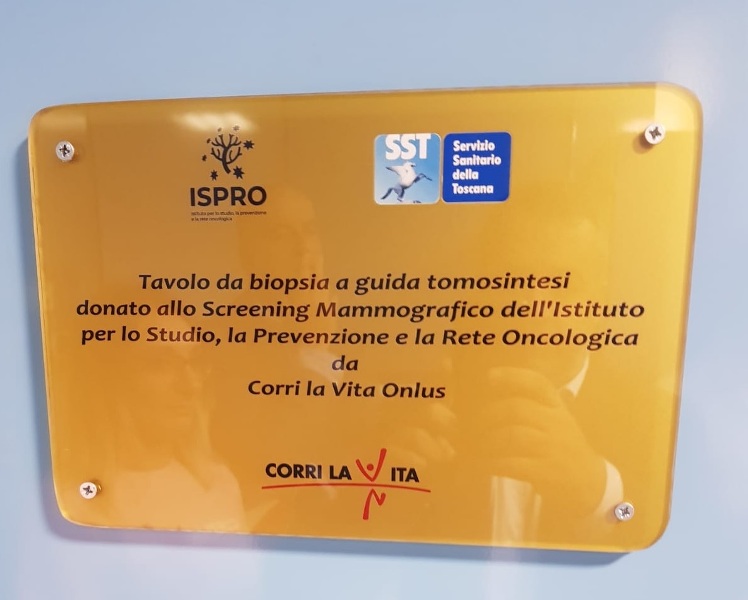 ISPRO
Istituto per lo studio, la prevenzione
e la rete oncologica
SST
Servizio
Sanitario
della
Toscana
Tavolo da biopsia a guida tomosintesi
donato allo Screening Mammografico dell'Istituto
per lo Studio, la Prevenzione e la Rete Oncologica
da
Corri la Vita Onlus
CORRI LA VITA